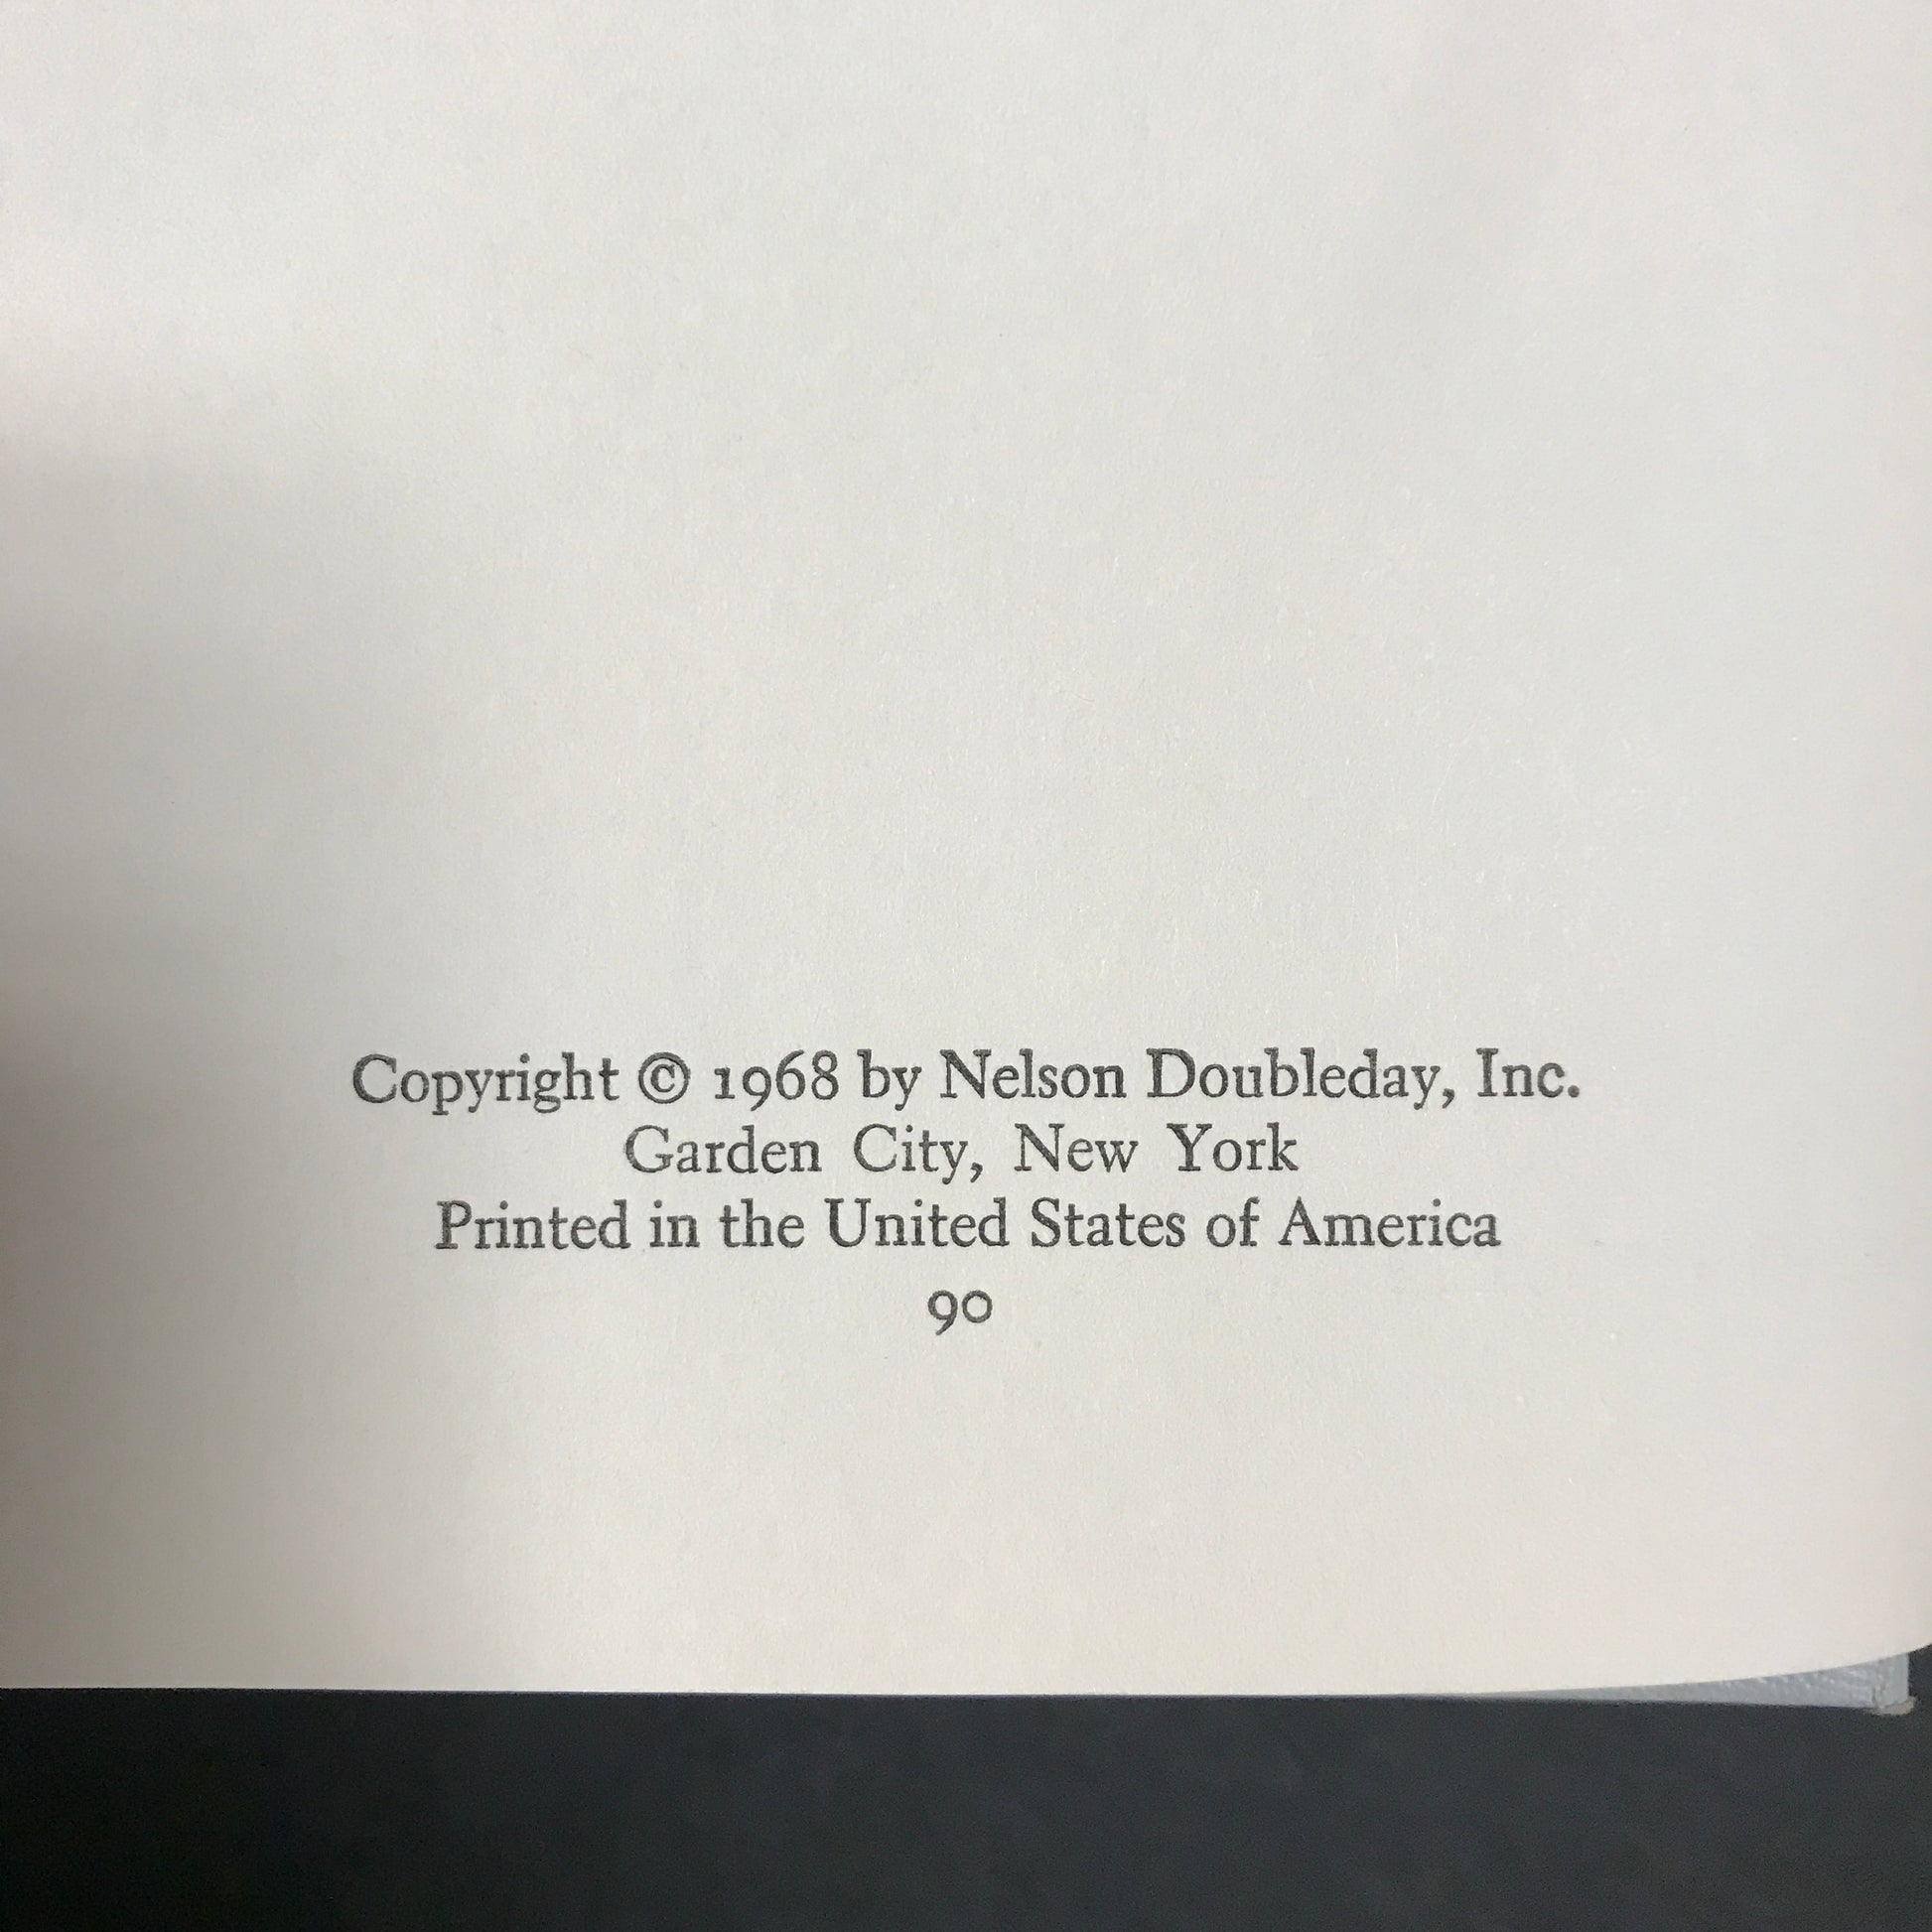 Copyright © 1968 by Nelson Doubleday, Inc.
Garden City, New York
Printed in the United States of America
90